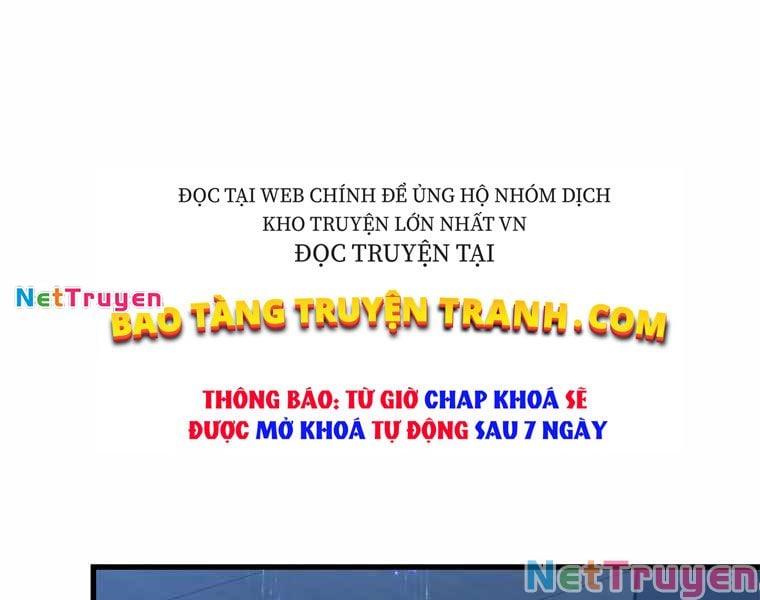 ĐỌC TẠI WEB CHÍNH ĐỂ ỦNG HỘ NHÓM DỊCH
KHO TRUYỆN LỚN NHẤT VN
ĐỌC TRUYỆN TẠI
NetTruyen
BAO TÀNG TRUYỆN TRANH.COM
THÔNG BÁO: TỪ GIỜ CHAP KHOÁ SẼ
ĐƯỢC MỞ KHOÁ TỰ ĐỘNG SAU 7 NGÀY
NetTruyen